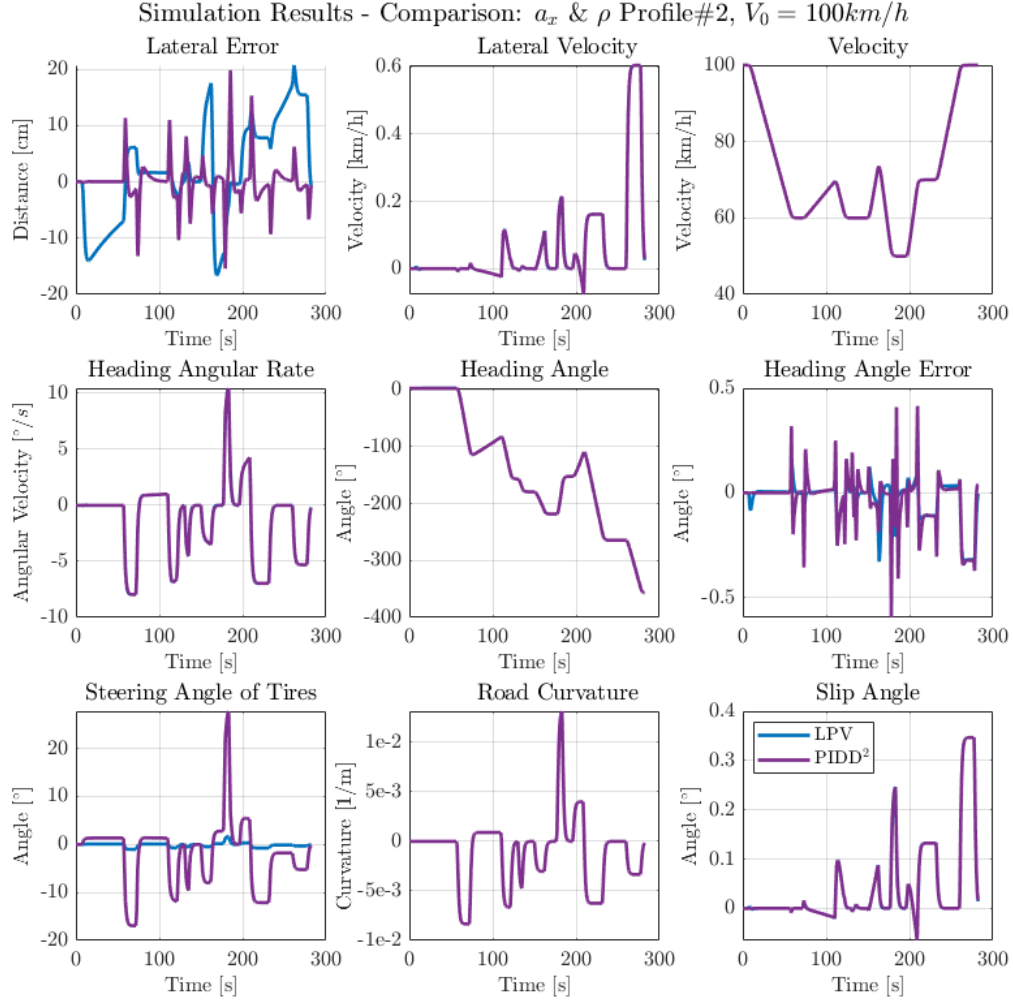 Simulation Results - Comparison: a_x & ρ Profile#2, V_0 = 100km/h
Lateral Error
Lateral Velocity
Velocity
20
10
0
-10
-20
Distance [cm]
0 100 200 300
Time [s]
0.6
0.4
0.2
0
Velocity [km/h]
0 100 200 300
Time [s]
100
80
60
40
Velocity [km/h]
0 100 200 300
Time [s]
Heading Angular Rate
Heading Angle
Heading Angle Error
10
5
0
-5
-10
Angular Velocity [°/s]
0 100 200 300
Time [s]
0
-100
-200
-300
-400
Angle [°]
0 100 200 300
Time [s]
0.5
0
-0.5
Angle [°]
0 100 200 300
Time [s]
Steering Angle of Tires
Road Curvature
Slip Angle
20
10
0
-10
-20
Angle [°]
0 100 200 300
Time [s]
1e-2
5e-3
0
-5e-3
-1e-2
Curvature [1/m]
0 100 200 300
Time [s]
0.4
0.3
0.2
0.1
0
Angle [°]
LPV
PIDD²
0 100 200 300
Time [s]